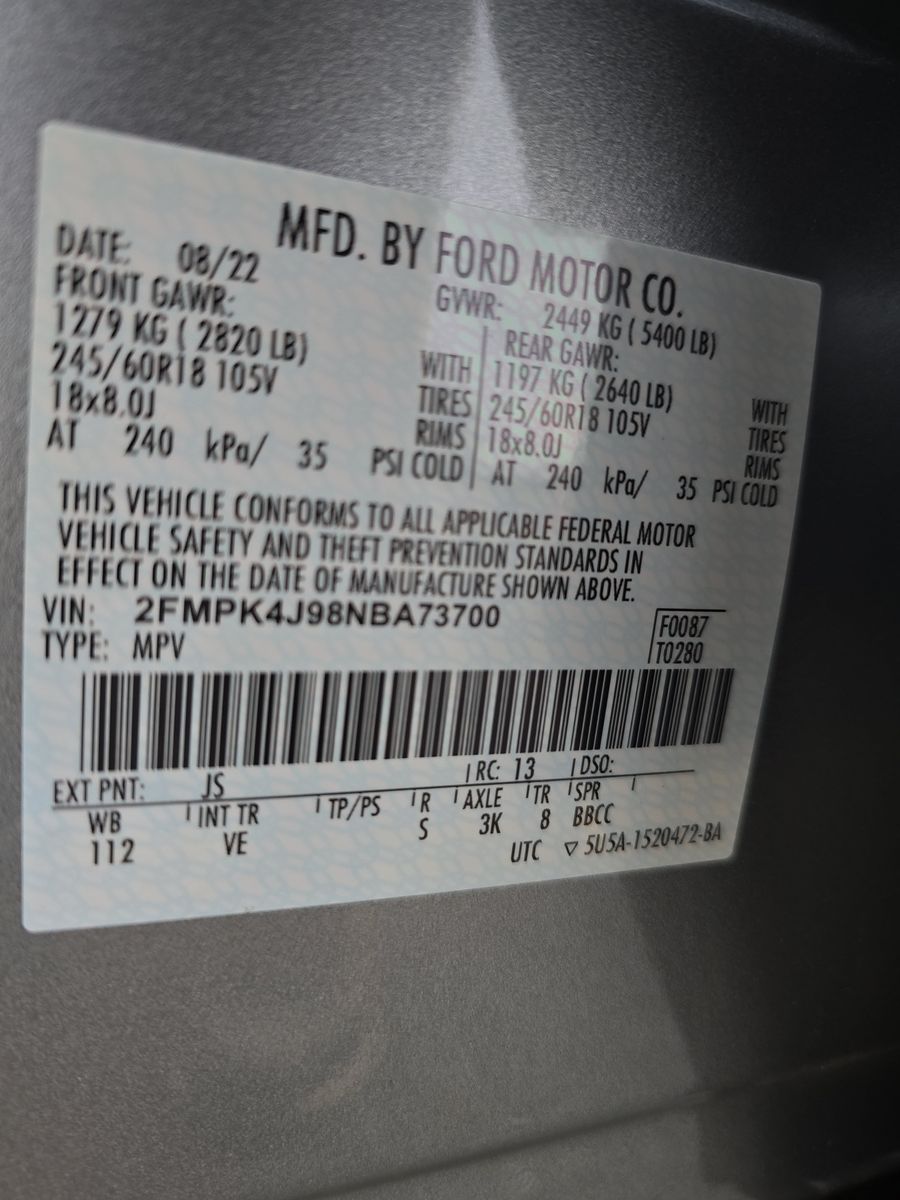 MFD. BY FORD MOTOR CO.
DATE: 08/22 GVWR: 2449 KG ( 5400 LB)
FRONT GAWR: REAR GAWR:
1279 KG ( 2820 LB) WITH 1197 KG ( 2640 LB) WITH
245/60R18 105V TIRES 245/60R18 105V TIRES
18x8.0J RIMS 18x8.0J RIMS
AT 240 kPa/ 35 PSI COLD AT 240 kPa/ 35 PSI COLD
THIS VEHICLE CONFORMS TO ALL APPLICABLE FEDERAL MOTOR
VEHICLE SAFETY AND THEFT PREVENTION STANDARDS IN
EFFECT ON THE DATE OF MANUFACTURE SHOWN ABOVE.
VIN: 2FMPK4J98NBA73700 F0087
TYPE: MPV T0280
EXT PNT: JS RC: 13 DSO:
WB INT TR TP/PS R AXLE TR SPR
112 VE S 3K 8 BBCC
UTC ▽ 5U5A-1520472-BA